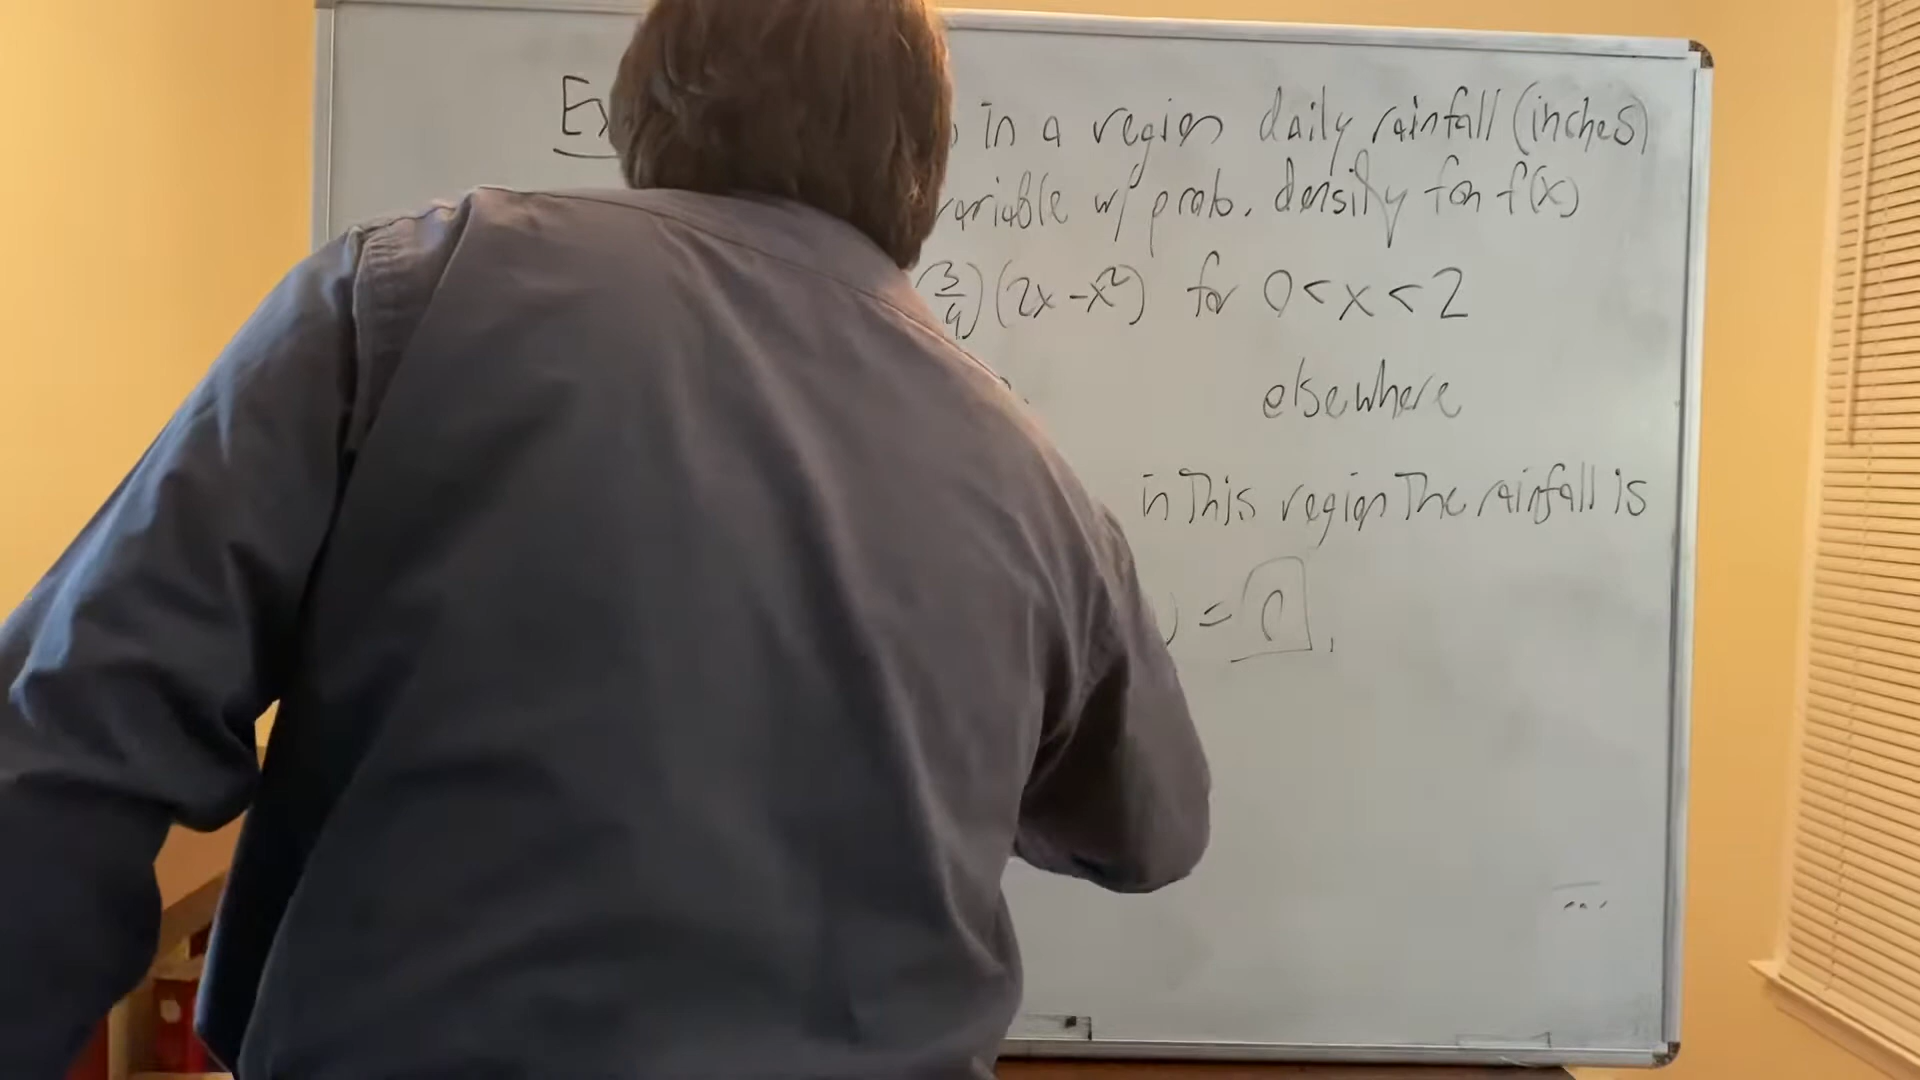 Ex
in a region daily rainfall (inches)
variable w/ prob. density fcn f(x)
(3/4)(2x-x²) for 0<x<2
elsewhere
in This region The rainfall is
) = 0.